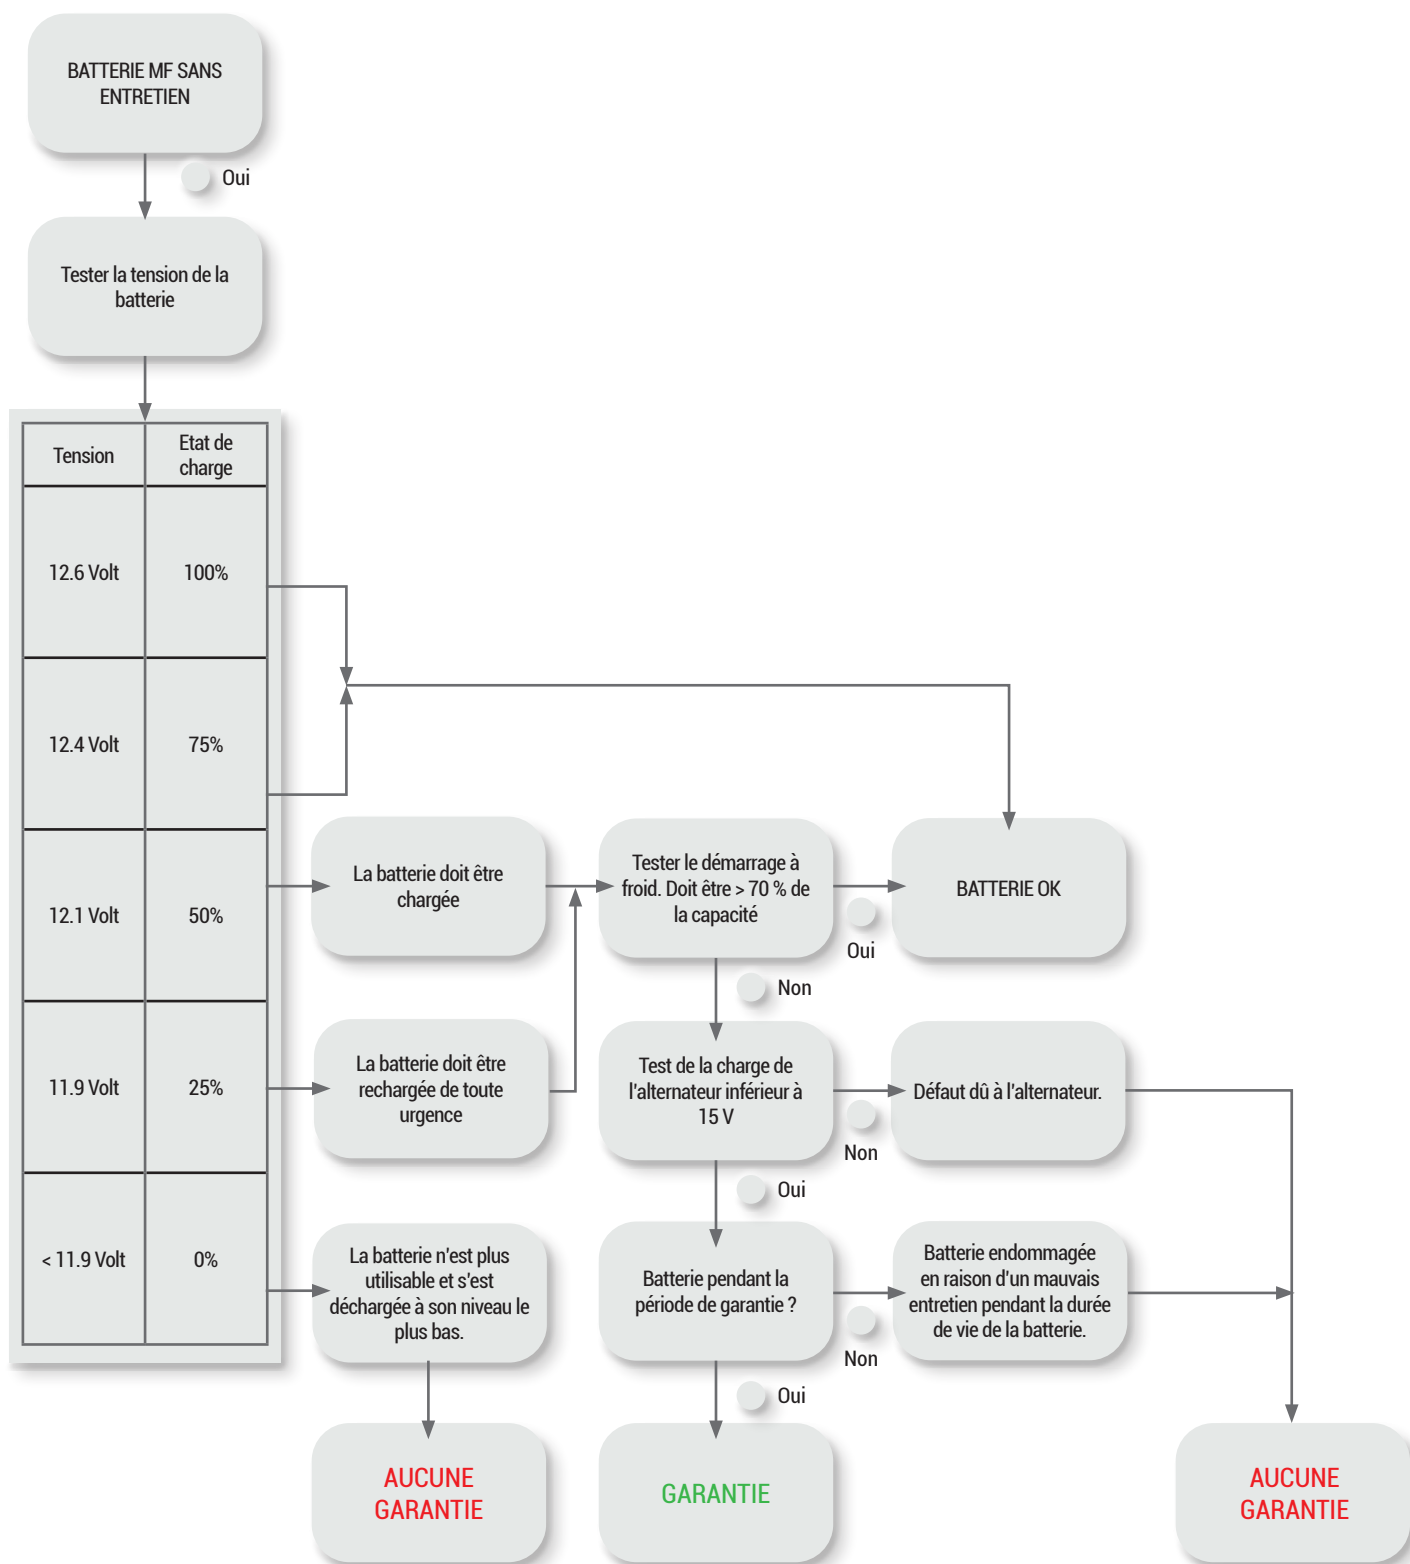 BATTERIE MF SANS
ENTRETIEN
Oui
Tester la tension de la
batterie
Tension
Etat de
charge
12.6 Volt
100%
12.4 Volt
75%
12.1 Volt
50%
11.9 Volt
25%
< 11.9 Volt
0%
La batterie doit être
chargée
Tester le démarrage à
froid. Doit être > 70 % de
la capacité
Oui
BATTERIE OK
Non
La batterie doit être
rechargée de toute
urgence
Test de la charge de
l'alternateur inférieur à
15 V
Non
Défaut dû à l'alternateur.
Oui
La batterie n'est plus
utilisable et s'est
déchargée à son niveau le
plus bas.
Batterie pendant la
période de garantie ?
Non
Batterie endommagée
en raison d'un mauvais
entretien pendant la durée
de vie de la batterie.
Oui
AUCUNE
GARANTIE
GARANTIE
AUCUNE
GARANTIE